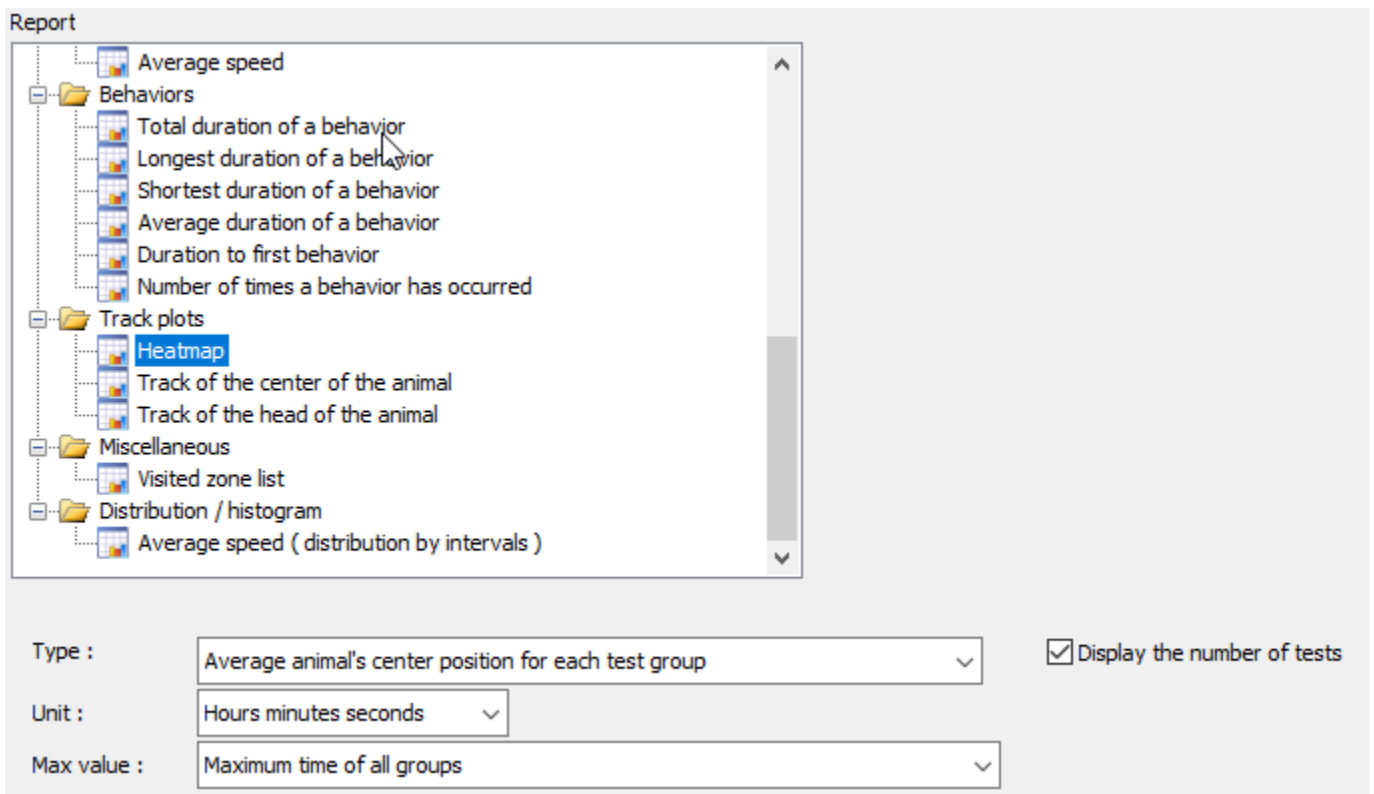 Report
Average speed
Behaviors
Total duration of a behavior
Longest duration of a behavior
Shortest duration of a behavior
Average duration of a behavior
Duration to first behavior
Number of times a behavior has occurred
Track plots
Heatmap
Track of the center of the animal
Track of the head of the animal
Miscellaneous
Visited zone list
Distribution / histogram
Average speed ( distribution by intervals )
Type : Average animal's center position for each test group Display the number of tests
Unit : Hours minutes seconds
Max value : Maximum time of all groups